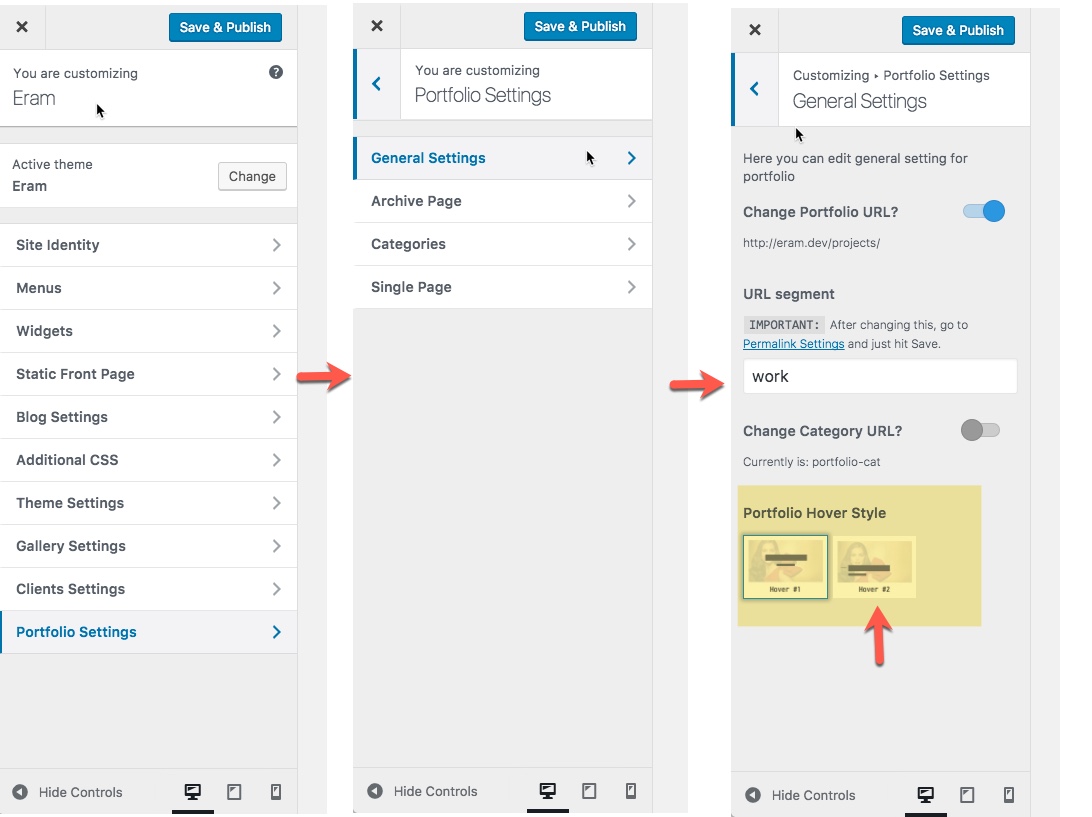 Save & Publish
You are customizing
Eram
Active theme
Eram
Change
Site Identity
Menus
Widgets
Static Front Page
Blog Settings
Additional CSS
Theme Settings
Gallery Settings
Clients Settings
Portfolio Settings
Hide Controls
Save & Publish
You are customizing
Portfolio Settings
General Settings
Archive Page
Categories
Single Page
Hide Controls
Save & Publish
Customizing ▸ Portfolio Settings
General Settings
Here you can edit general setting for
portfolio
Change Portfolio URL?
http://eram.dev/projects/
URL segment
IMPORTANT: After changing this, go to
Permalink Settings and just hit Save.
work
Change Category URL?
Currently is: portfolio-cat
Portfolio Hover Style
Hover #1
Hover #2
Hide Controls